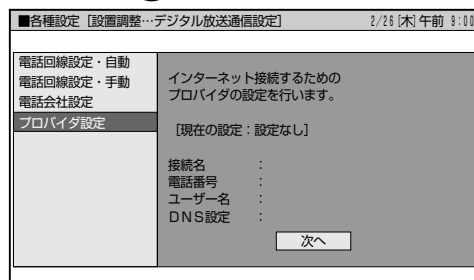 ■各種設定［設置調整…デジタル放送通信設定］ 2/26[木]午前 9:00
電話回線設定・自動
電話回線設定・手動
電話会社設定
プロバイダ設定
インターネット接続するための
プロバイダの設定を行います。
［現在の設定：設定なし］
接続名 ：
電話番号 ：
ユーザー名 ：
ＤＮＳ設定 ：
次へ